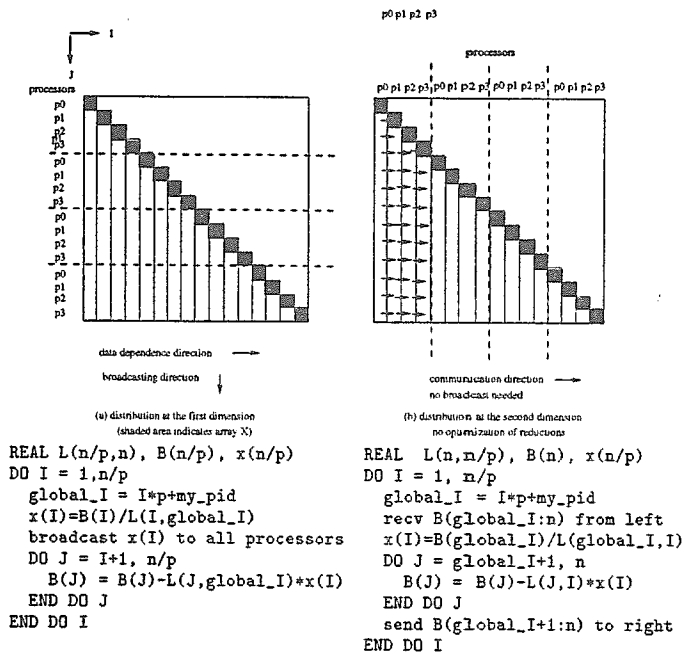 p0 p1 p2 p3
I
J
processors
processors
p0 p1 p2 p3 p0 p1 p2 p3 p0 p1 p2 p3 p0 p1 p2 p3
p0
p1
p2
p3
p0
p1
p2
p3
p0
p1
p2
p3
p0
p1
p2
p3
data dependence direction
broadcasting direction
(a) distribution at the first dimension
(shaded area indicates array X)
communication direction
no broadcast needed
(b) distribution at the second dimension
no optimization of reductions
REAL L(n/p,n), B(n/p), x(n/p)
DO I = 1,n/p
global_I = I*p+my_pid
x(I)=B(I)/L(I,global_I)
broadcast x(I) to all processors
DO J = I+1, n/p
B(J) = B(J)-L(J,global_I)*x(I)
END DO J
END DO I
REAL L(n,n/p), B(n), x(n/p)
DO I = 1, n/p
global_I = I*p+my_pid
recv B(global_I:n) from left
x(I)=B(global_I)/L(global_I,I)
DO J = global_I+1, n
B(J) = B(J)-L(J,I)*x(I)
END DO J
send B(global_I+1:n) to right
END DO I